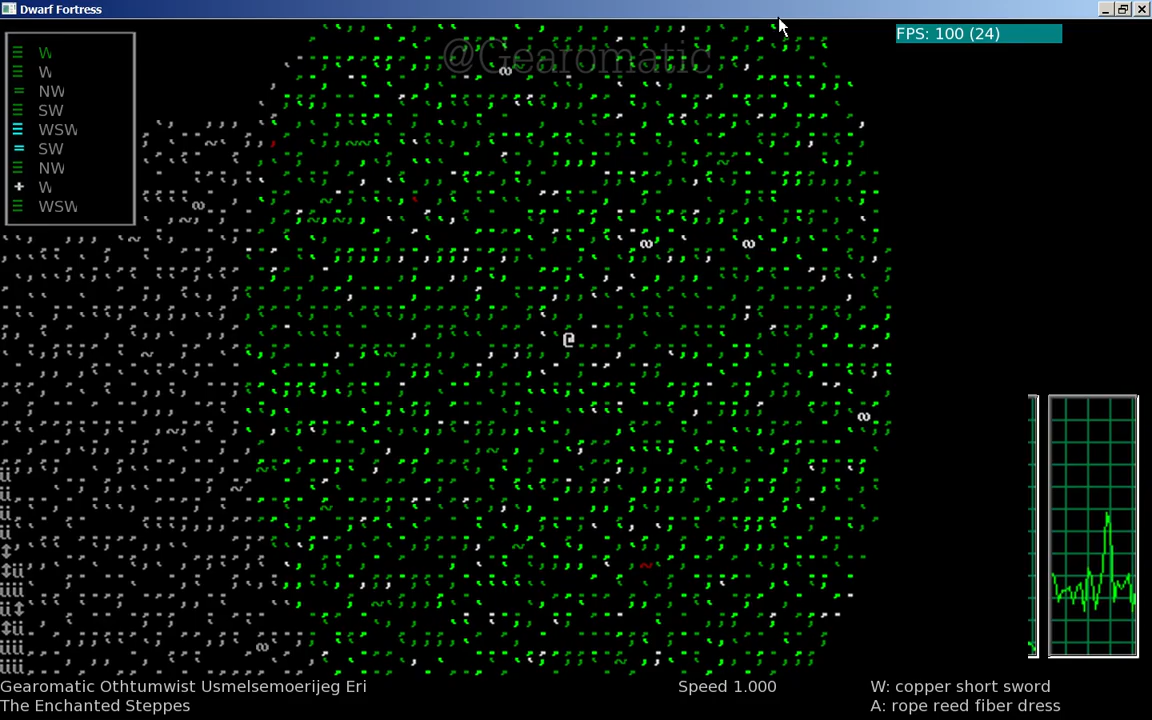 Dwarf Fortress
FPS: 100 (24)
@Gearomatic
W
W
NW
SW
WSW
SW
NW
W
WSW
Gearomatic Othtumwist Usmelsemoerijeg Eri
Speed 1.000
W: copper short sword
The Enchanted Steppes
A: rope reed fiber dress